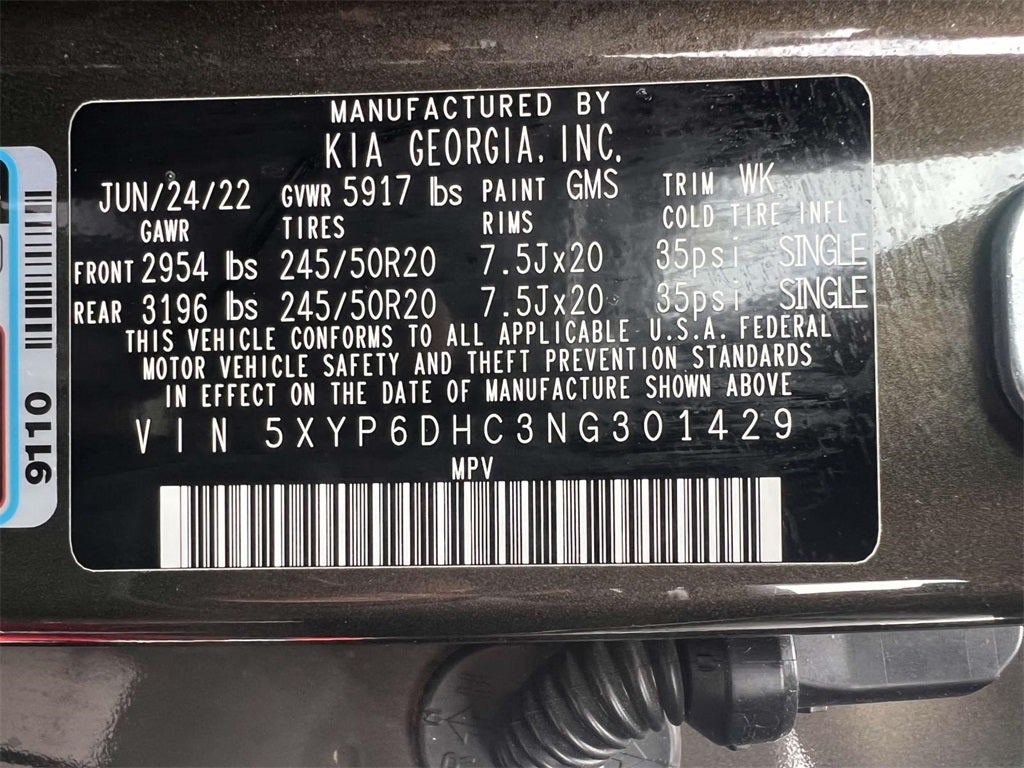 MANUFACTURED BY
KIA GEORGIA, INC.
JUN/24/22 GVWR 5917 lbs PAINT GMS TRIM WK
GAWR TIRES RIMS COLD TIRE INFL
FRONT 2954 lbs 245/50R20 7.5Jx20 35psi SINGLE
REAR 3196 lbs 245/50R20 7.5Jx20 35psi SINGLE
THIS VEHICLE CONFORMS TO ALL APPLICABLE U.S.A. FEDERAL
MOTOR VEHICLE SAFETY AND THEFT PREVENTION STANDARDS
IN EFFECT ON THE DATE OF MANUFACTURE SHOWN ABOVE
VIN 5XYP6DHC3NG301429
MPV
9110